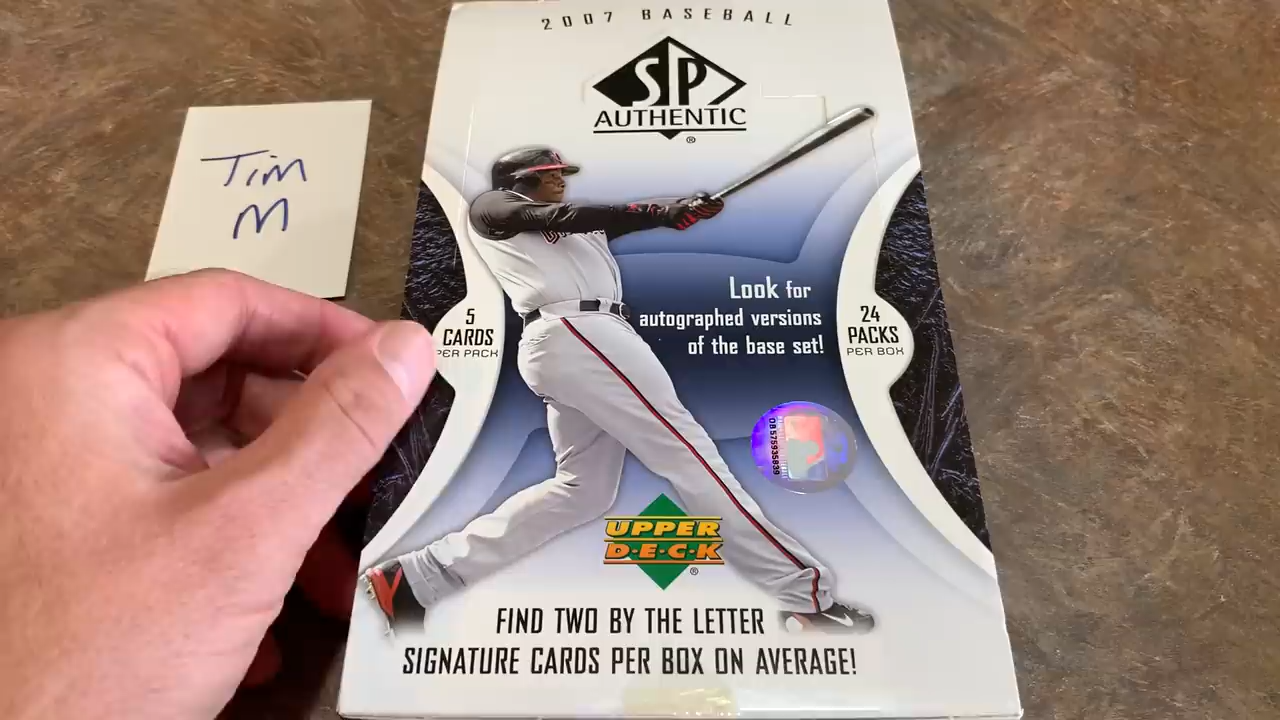 2007 BASEBALL
SP
AUTHENTIC
®
Tim
M
Look for
autographed versions
of the base set!
5
CARDS
PER PACK
24
PACKS
PER BOX
UPPER
D·E·C·K
®
FIND TWO BY THE LETTER
SIGNATURE CARDS PER BOX ON AVERAGE!